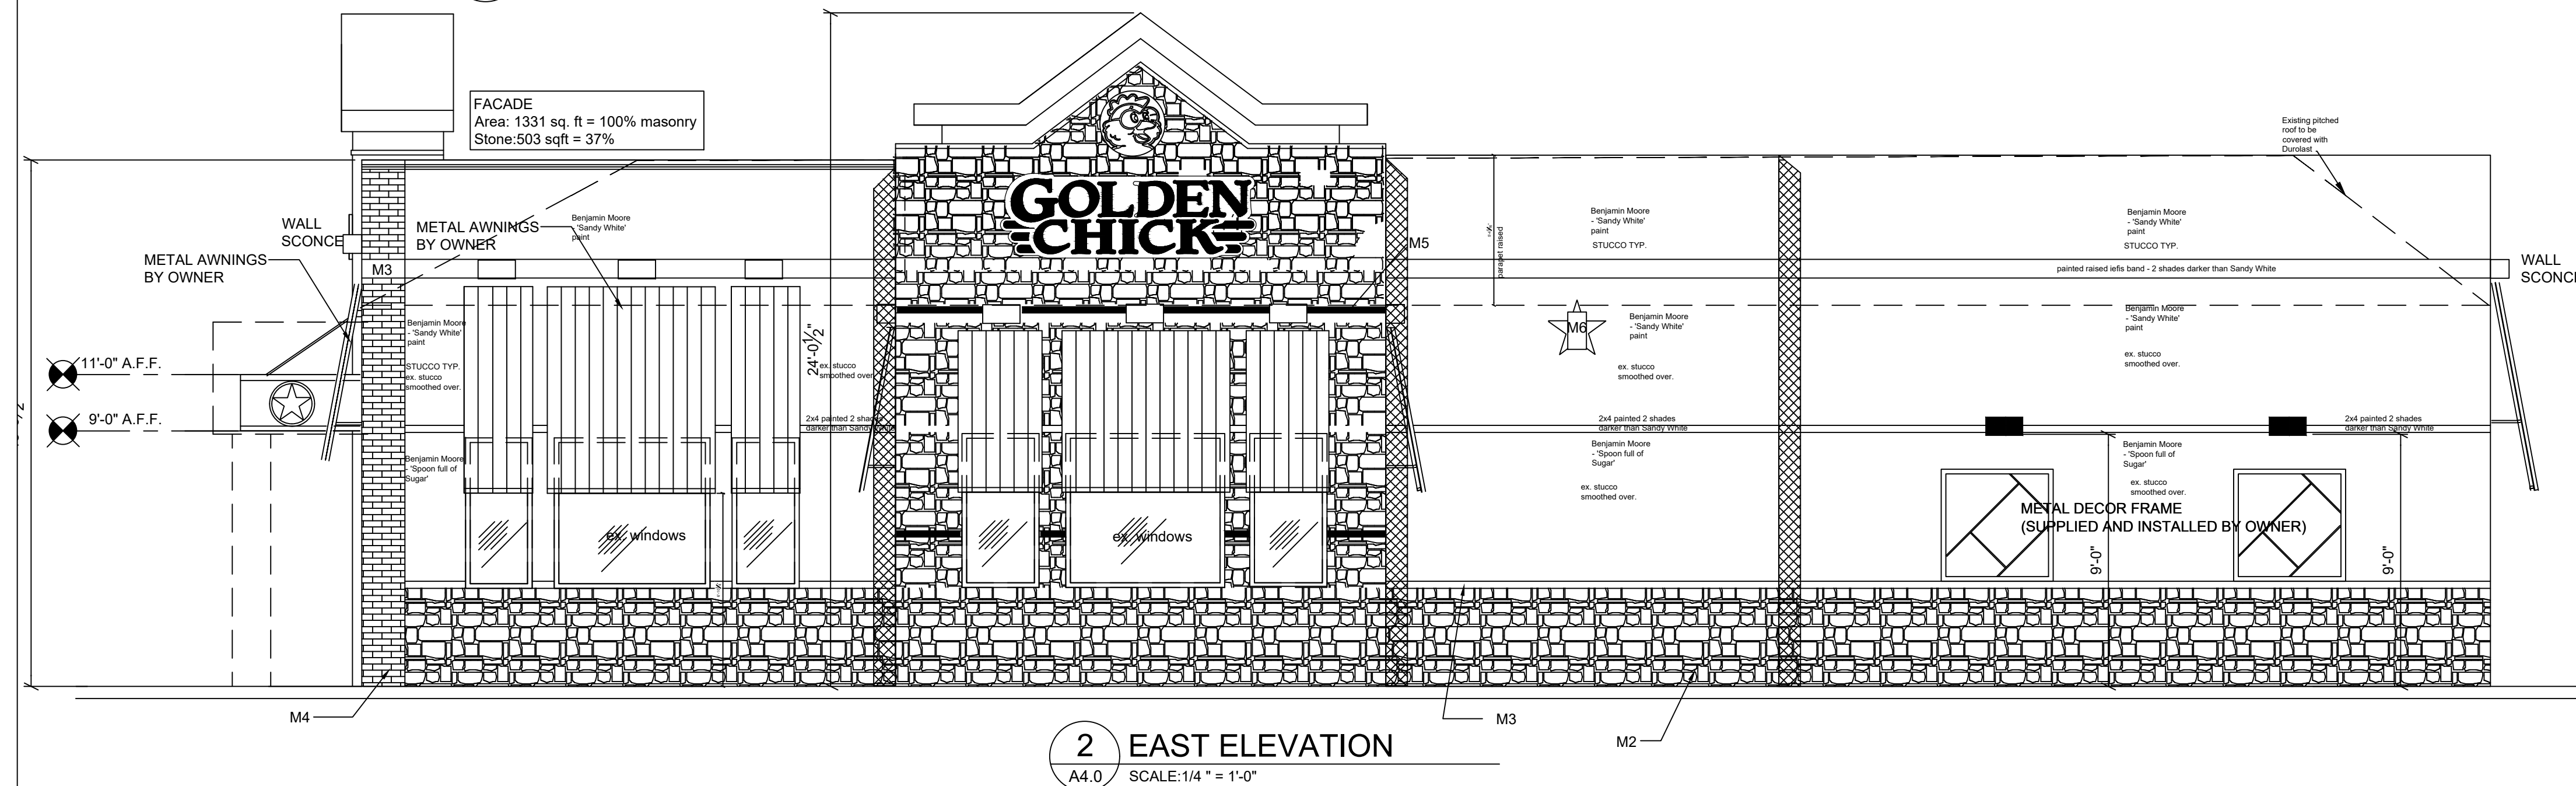 FACADE
Area: 1331 sq. ft = 100% masonry
Stone:503 sqft = 37%
Existing pitched
roof to be
covered with
Durolast
WALL
SCONCE
METAL AWNINGS
BY OWNER
METAL AWNINGS
BY OWNER
Benjamin Moore
- 'Sandy White'
paint
GOLDEN
CHICK
M5
parapet raised
Benjamin Moore
- 'Sandy White'
paint
STUCCO TYP.
Benjamin Moore
- 'Sandy White'
paint
STUCCO TYP.
painted raised iefis band - 2 shades darker than Sandy White
WALL
SCONCE
M3
Benjamin Moore
- 'Sandy White'
paint
STUCCO TYP.
ex. stucco
smoothed over.
24'-0½"
ex. stucco
smoothed over
M6
Benjamin Moore
- 'Sandy White'
paint
ex. stucco
smoothed over.
Benjamin Moore
- 'Sandy White'
paint
ex. stucco
smoothed over.
11'-0" A.F.F.
9'-0" A.F.F.
2x4 painted 2 shades
darker than Sandy White
2x4 painted 2 shades
darker than Sandy White
2x4 painted 2 shades
darker than Sandy White
Benjamin Moore
- 'Spoon full of
Sugar'
Benjamin Moore
- 'Spoon full of
Sugar'
ex. stucco
smoothed over.
Benjamin Moore
- 'Spoon full of
Sugar'
ex. stucco
smoothed over.
METAL DECOR FRAME
(SUPPLIED AND INSTALLED BY OWNER)
ex. windows
ex. windows
9'-0"
9'-0"
M4
M3
M2
2
A4.0
EAST ELEVATION
SCALE:1/4 " = 1'-0"